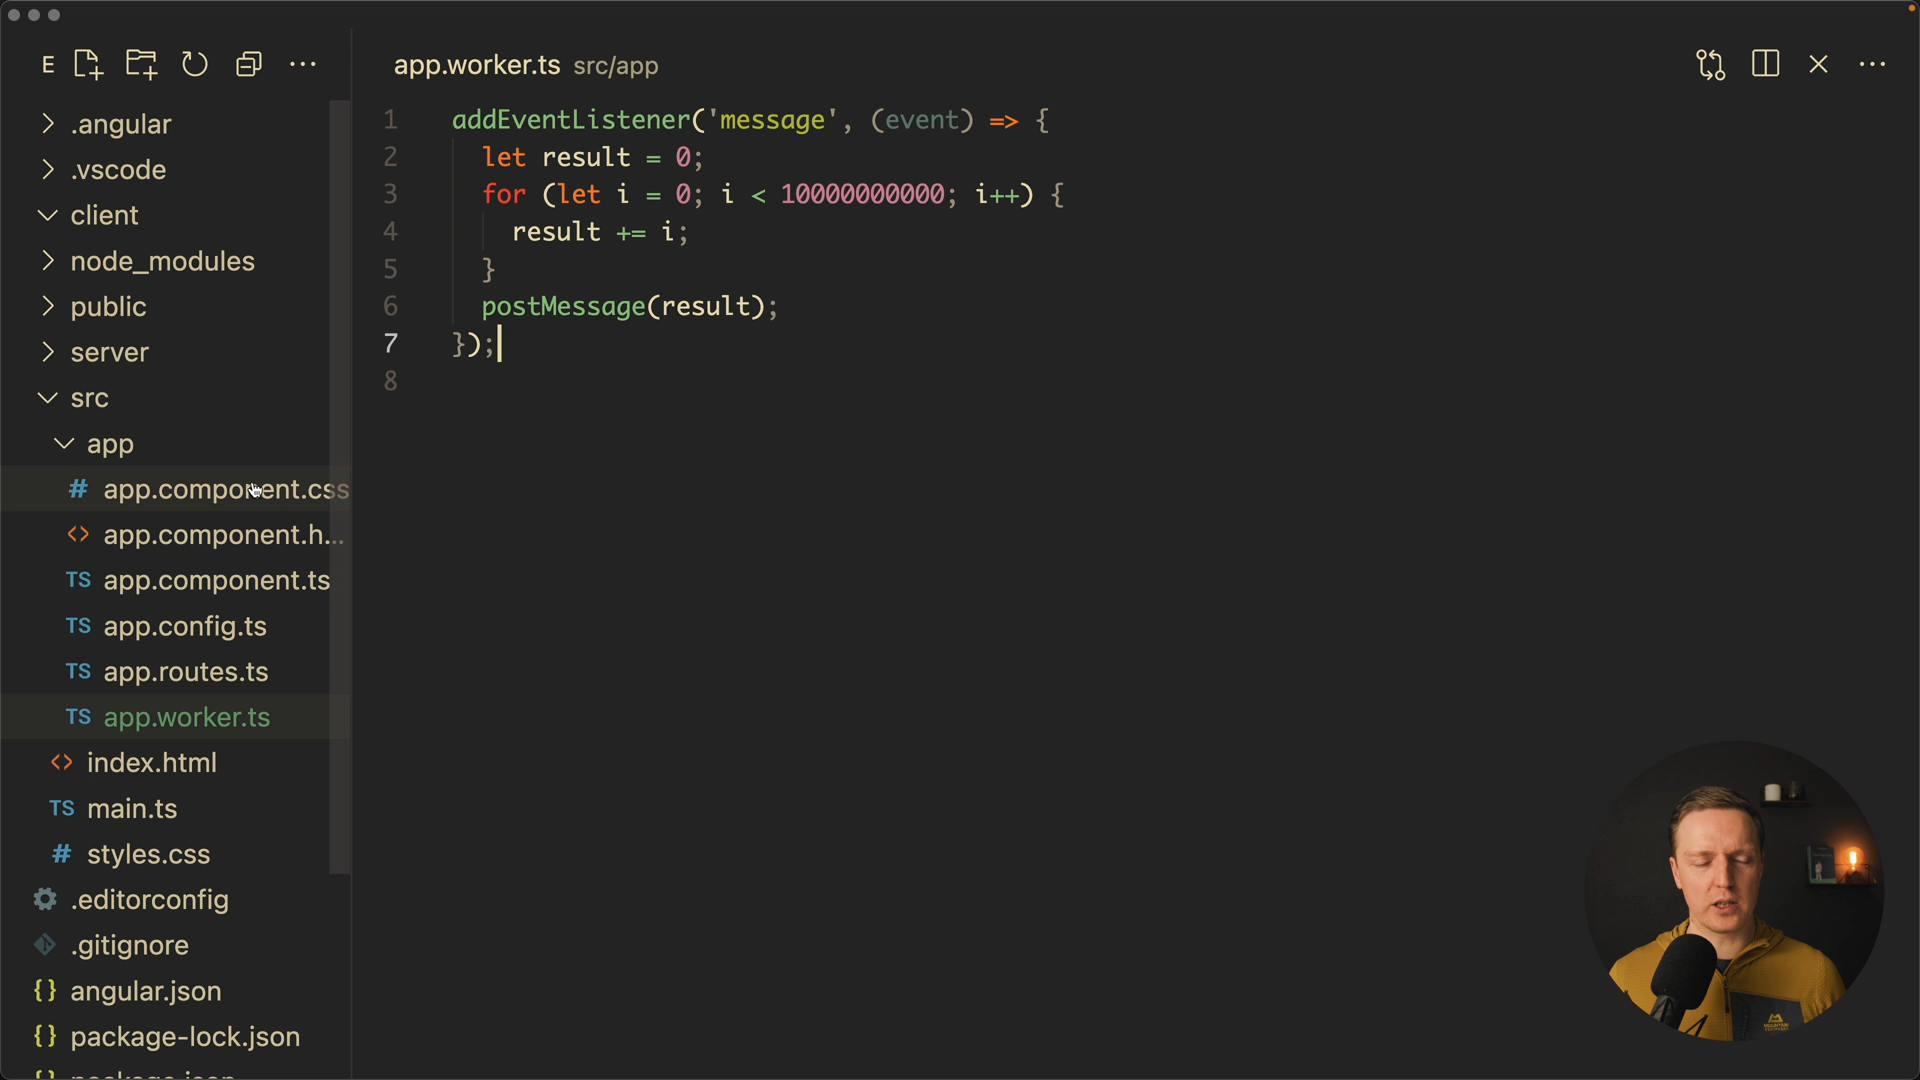 E
app.worker.ts src/app
.angular
.vscode
client
node_modules
public
server
src
app
# app.component.css
<> app.component.h...
TS app.component.ts
TS app.config.ts
TS app.routes.ts
TS app.worker.ts
<> index.html
TS main.ts
# styles.css
.editorconfig
.gitignore
{} angular.json
{} package-lock.json
1 addEventListener('message', (event) => {
2 let result = 0;
3 for (let i = 0; i < 10000000000; i++) {
4 result += i;
5 }
6 postMessage(result);
7 });
8